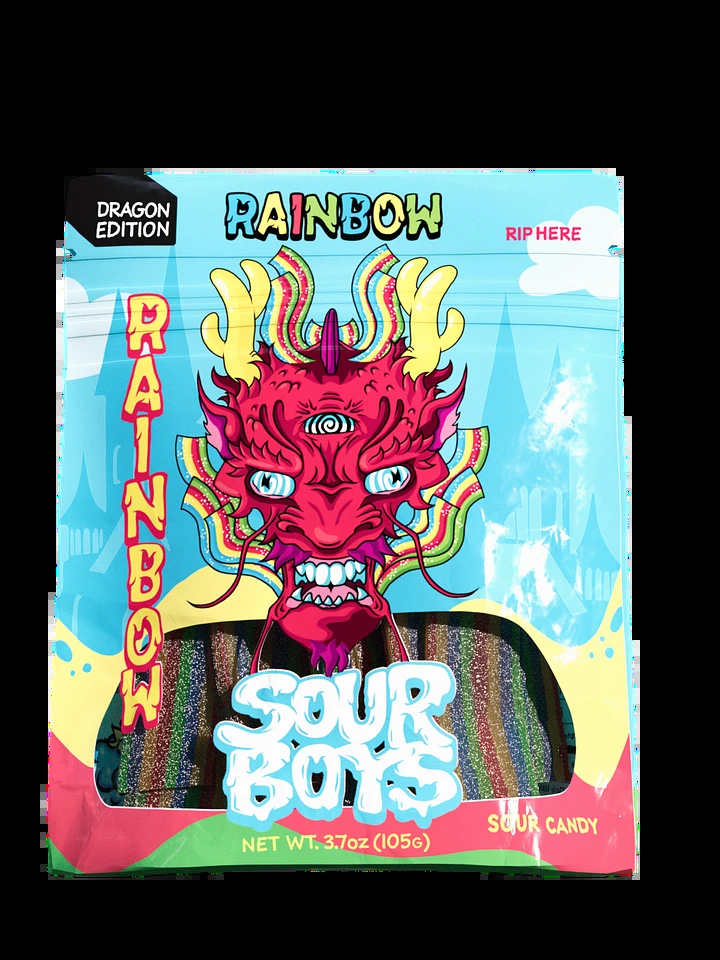 DRAGON
EDITION
RAINBOW
RIP HERE
RAINBOW
SOUR
BOYS
SOUR CANDY
NET WT. 3.7oz (105G)